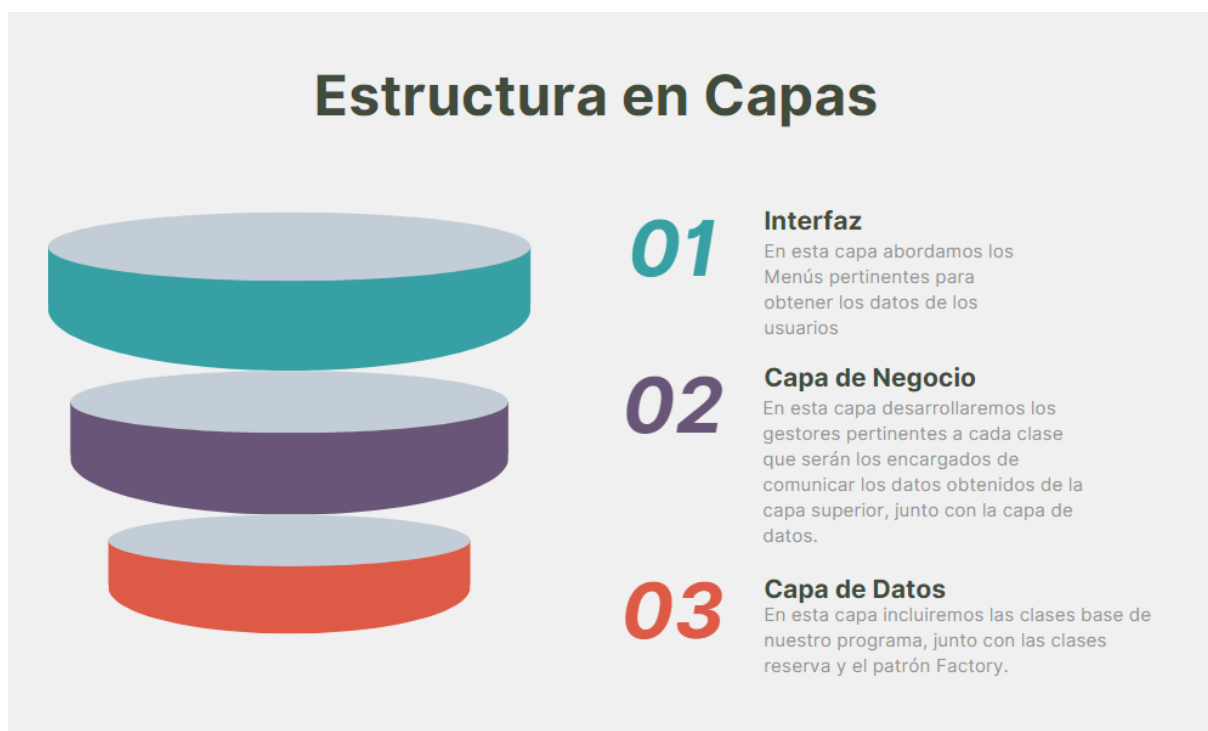 Estructura en Capas
01
Interfaz
En esta capa abordamos los
Menús pertinentes para
obtener los datos de los
usuarios
02
Capa de Negocio
En esta capa desarrollaremos los
gestores pertinentes a cada clase
que serán los encargados de
comunicar los datos obtenidos de la
capa superior, junto con la capa de
datos.
03
Capa de Datos
En esta capa incluiremos las clases base de
nuestro programa, junto con las clases
reserva y el patrón Factory.